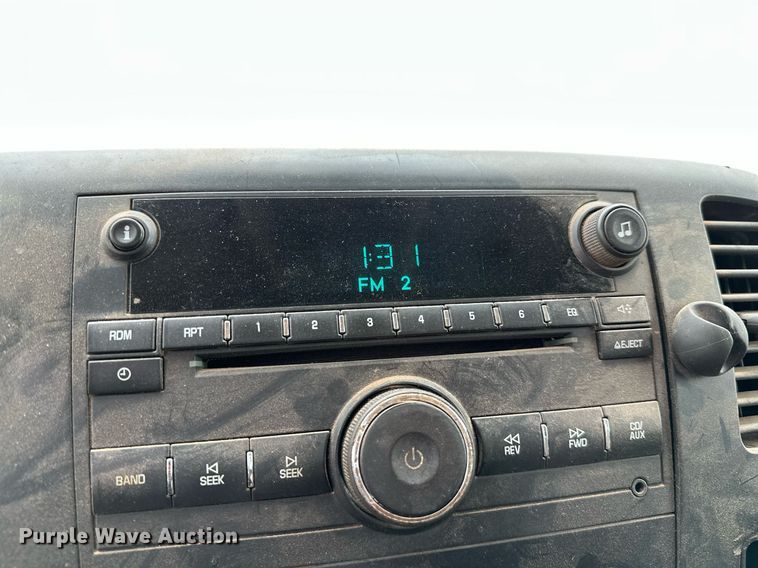 i
1:31
FM 2
RDM
RPT
1
2
3
4
5
6
EQ
≜EJECT
BAND
SEEK
SEEK
REV
FWD
CD/
AUX
Purple Wave Auction